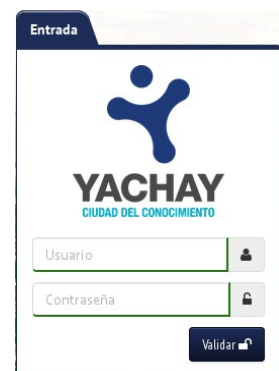 Entrada
YACHAY
CIUDAD DEL CONOCIMIENTO
Usuario
Contraseña
Validar